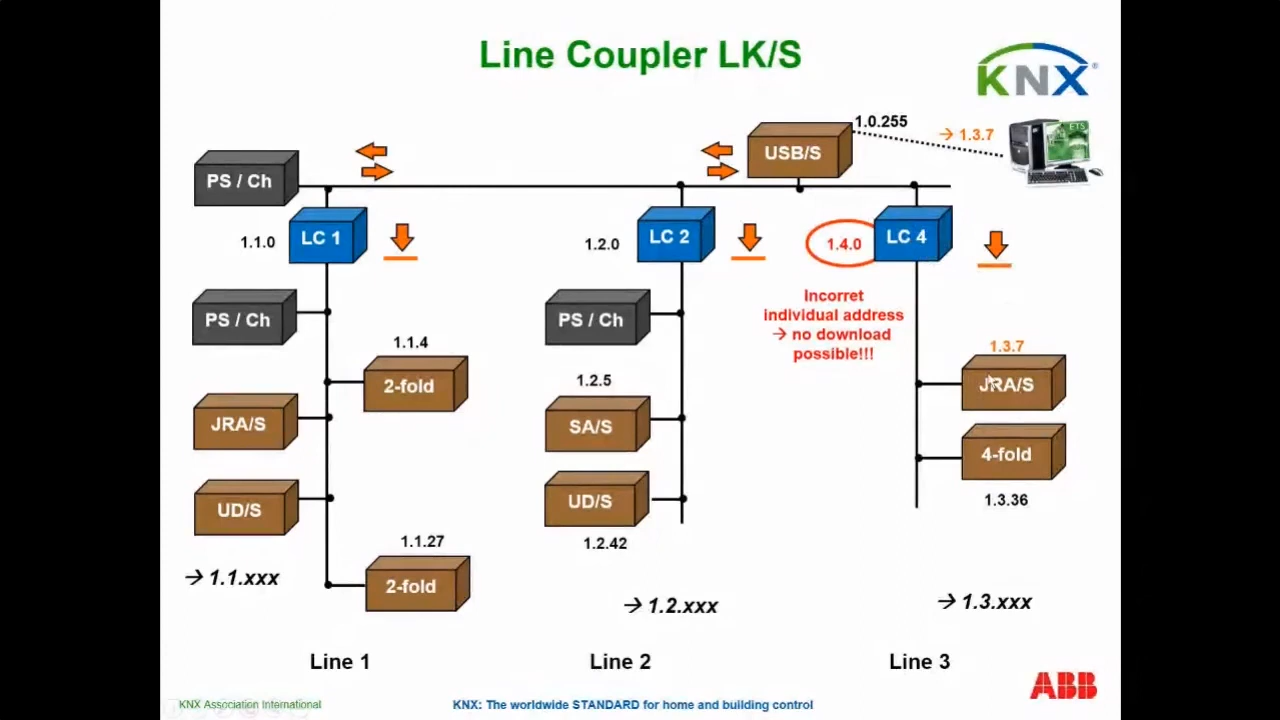 Line Coupler LK/S
KNX®
1.0.255
→ 1.3.7
ETS
USB/S
PS / Ch
1.1.0
LC 1
1.2.0
LC 2
1.4.0
LC 4
Incorret
individual address
→ no download
possible!!!
PS / Ch
PS / Ch
1.1.4
2-fold
1.2.5
1.3.7
JRA/S
JRA/S
SA/S
4-fold
UD/S
UD/S
1.3.36
1.1.27
1.2.42
2-fold
→ 1.1.xxx
→ 1.2.xxx
→ 1.3.xxx
Line 1
Line 2
Line 3
ABB
KNX Association International
KNX: The worldwide STANDARD for home and building control